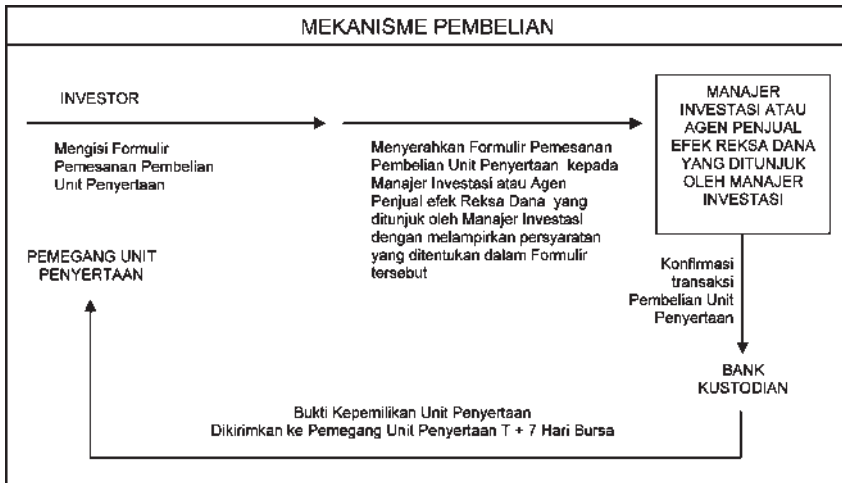 MEKANISME PEMBELIAN
INVESTOR
Mengisi Formulir
Pemesanan Pembelian
Unit Penyertaan
Menyerahkan Formulir Pemesanan
Pembelian Unit Penyertaan kepada
Manajer Investasi atau Agen
Penjual efek Reksa Dana yang
ditunjuk oleh Manajer Investasi
dengan melampirkan persyaratan
yang ditentukan dalam Formulir
tersebut
MANAJER
INVESTASI ATAU
AGEN PENJUAL
EFEK REKSA DANA
YANG DITUNJUK
OLEH MANAJER
INVESTASI
Konfirmasi
transaksi
Pembelian Unit
Penyertaan
BANK
KUSTODIAN
Bukti Kepemilikan Unit Penyertaan
Dikirimkan ke Pemegang Unit Penyertaan T + 7 Hari Bursa
PEMEGANG UNIT
PENYERTAAN